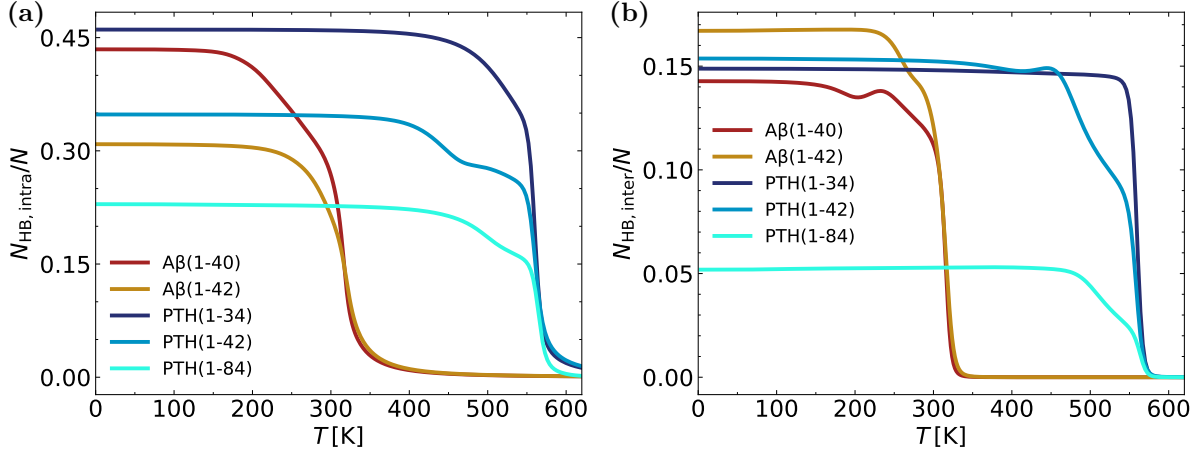 (a)
N_HB, intra/N
0.45
0.30
0.15
0.00
Aβ(1-40)
Aβ(1-42)
PTH(1-34)
PTH(1-42)
PTH(1-84)
0 100 200 300 400 500 600
T [K]
(b)
N_HB, inter/N
0.15
0.10
0.05
0.00
Aβ(1-40)
Aβ(1-42)
PTH(1-34)
PTH(1-42)
PTH(1-84)
0 100 200 300 400 500 600
T [K]